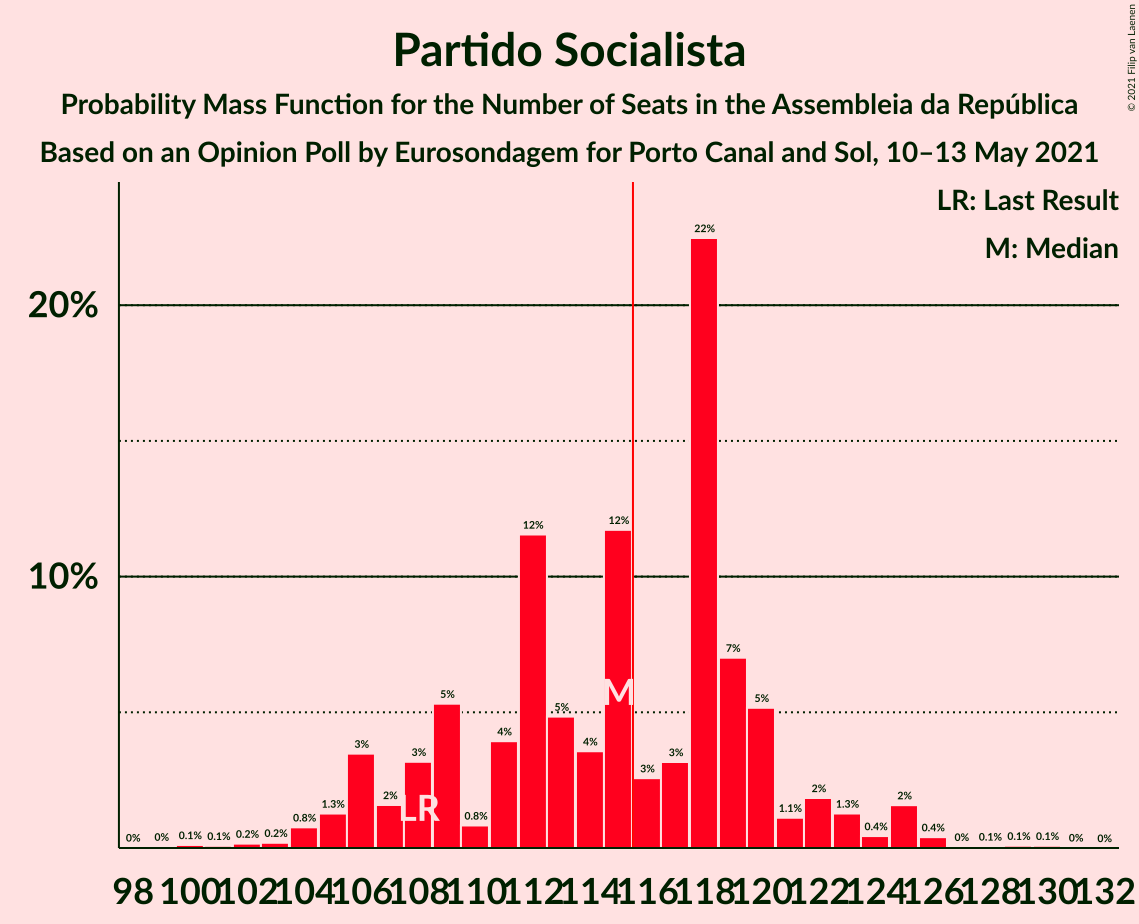 Partido Socialista
Probability Mass Function for the Number of Seats in the Assembleia da República
Based on an Opinion Poll by Eurosondagem for Porto Canal and Sol, 10–13 May 2021
© 2021 Filip van Laenen
LR: Last Result
M: Median
20%
10%
0% 0% 0.1% 0.1% 0.2% 0.2% 0.8% 1.3% 3% 2% 3% 5% 0.8% 4% 12% 5% 4% 12% 3% 3% 22% 7% 5% 1.1% 2% 1.3% 0.4% 2% 0.4% 0% 0.1% 0.1% 0.1% 0% 0%
M
LR
98 100 102 104 106 108 110 112 114 116 118 120 122 124 126 128 130 132